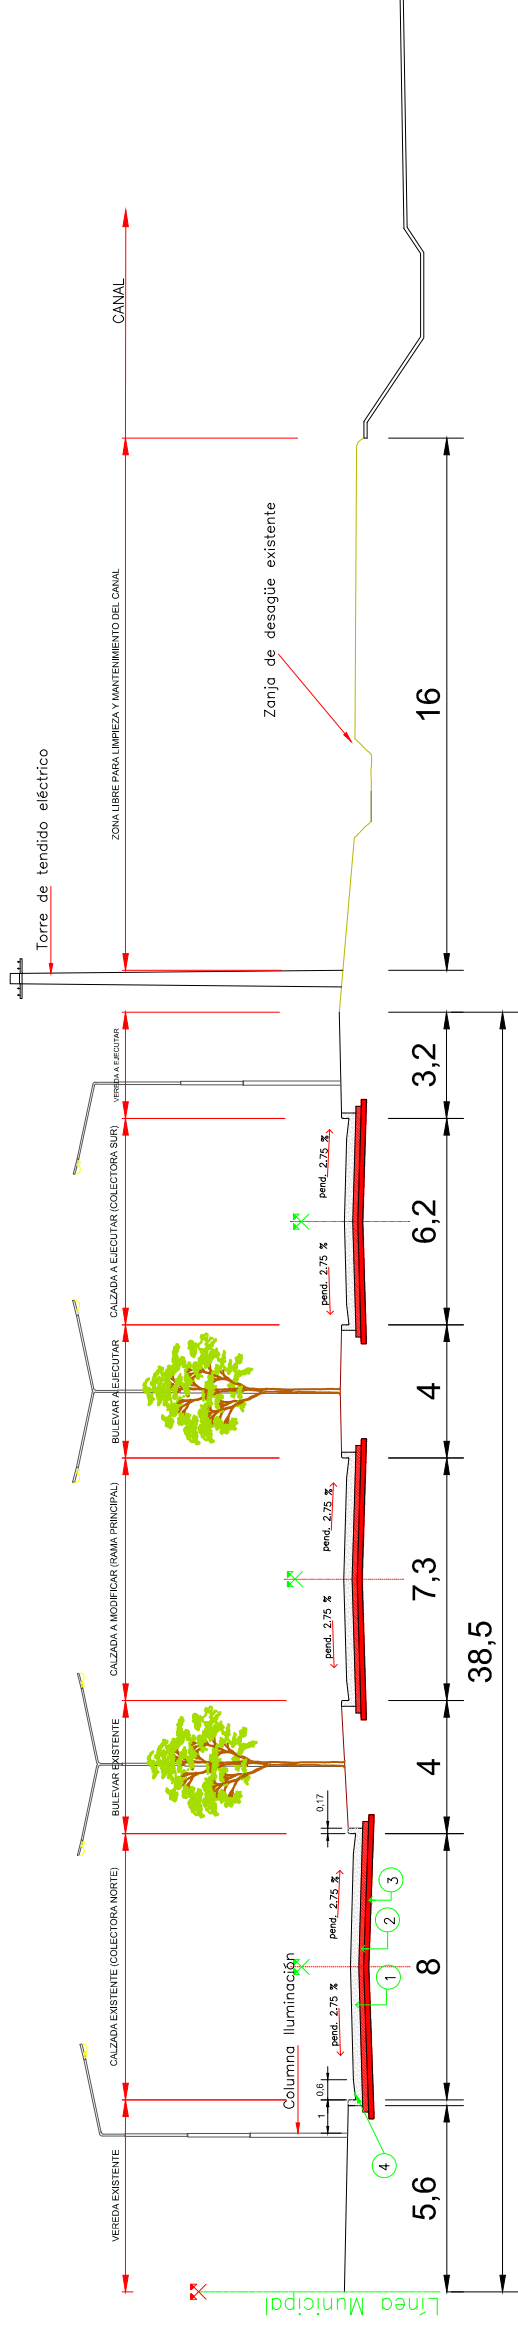 Línea Municipal
VEREDA EXISTENTE
CALZADA EXISTENTE (COLECTORA NORTE)
BULEVAR EXISTENTE
CALZADA A MODIFICAR (RAMA PRINCIPAL)
BULEVAR A EJECUTAR
CALZADA A EJECUTAR (COLECTORA SUR)
VEREDA A EJECUTAR
ZONA LIBRE PARA LIMPIEZA Y MANTENIMIENTO DEL CANAL
CANAL
Torre de tendido eléctrico
Columna Iluminación
Zanja de desagüe existente
pend. 2.75 %
pend. 2.75 %
pend. 2.75 %
pend. 2.75 %
pend. 2.75 %
pend. 2.75 %
1
0,6
0,17
4
1
2
3
5,6
8
4
7,3
4
6,2
3,2
16
38,5